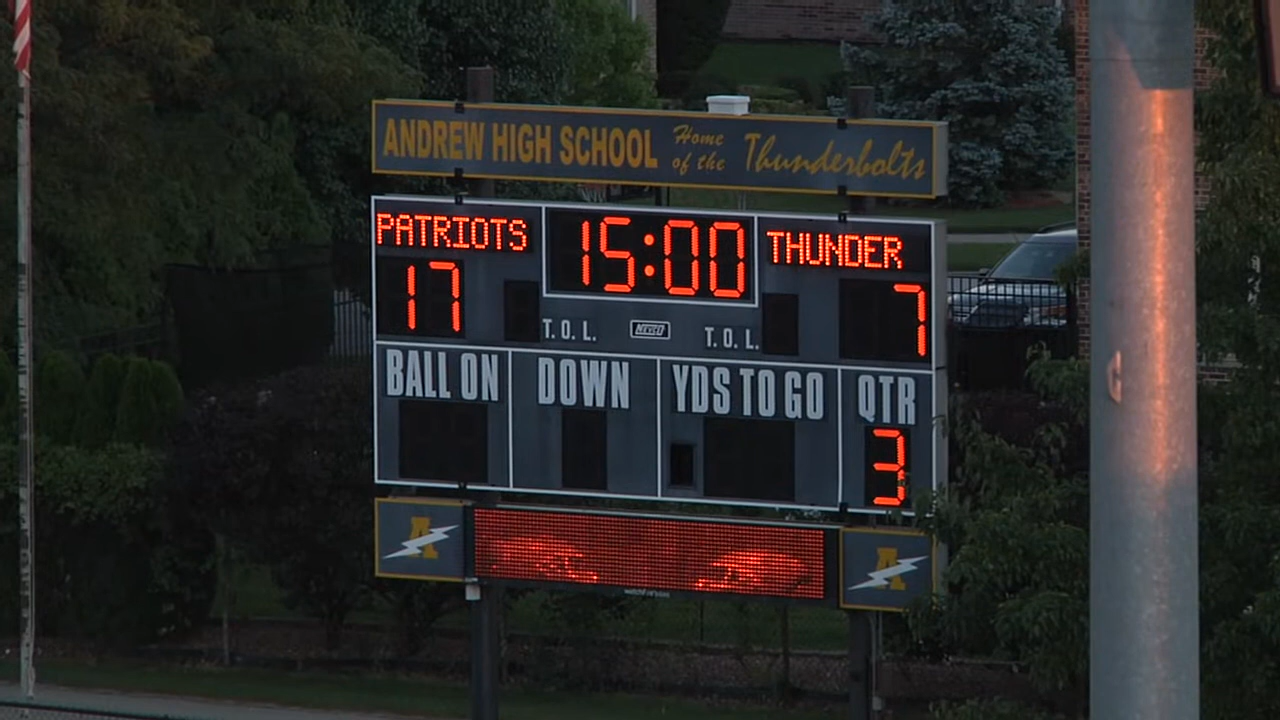 ANDREW HIGH SCHOOL Home of the Thunderbolts
PATRIOTS 15:00 THUNDER
17 7
T. O. L. NEVCO T. O. L.
BALL ON DOWN YDS TO GO QTR
3
A A